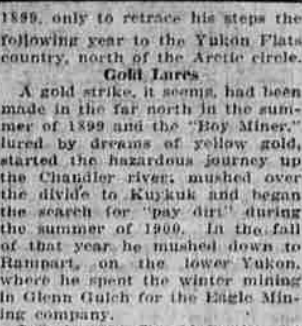 1899, only to retrace his steps the
following year to the Yukon Flats
country, north of the Arctic circle.
Gold Lures
A gold strike, it seems, had been
made in the far north in the sum-
mer of 1899 and the "Boy Miner,"
lured by dreams of yellow gold,
started the hazardous journey up
the Chandler river, mushed over
the divide to Kuykuk and began
the search for "pay dirt" during
the summer of 1900. In the fall
of that year he mushed down to
Rampart, on the lower Yukon,
where he spent the winter mining
in Glenn Gulch for the Eagle Min-
ing company.